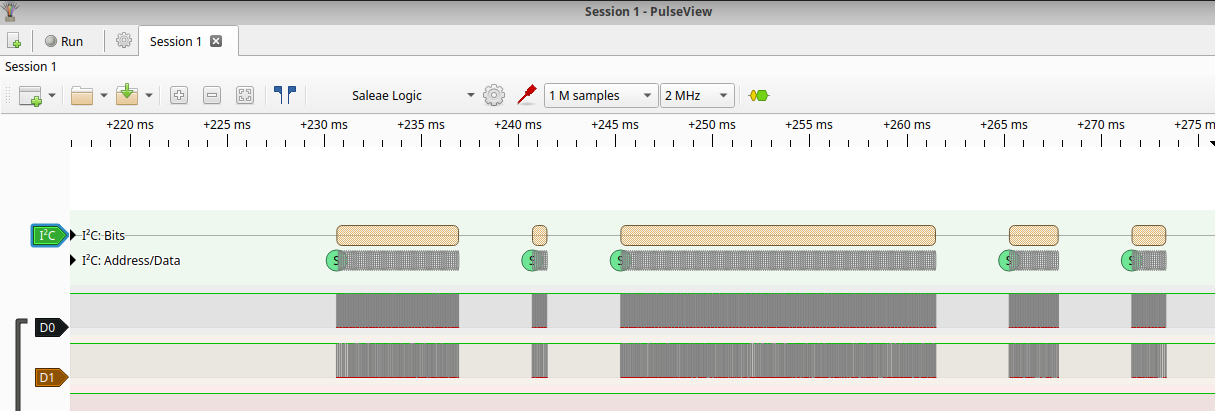 Session 1 - PulseView
Run
Session 1
Session 1
Saleae Logic
1 M samples
2 MHz
+220 ms +225 ms +230 ms +235 ms +240 ms +245 ms +250 ms +255 ms +260 ms +265 ms +270 ms +275 m
I²C I²C: Bits
I²C: Address/Data S S S S S
D0
D1